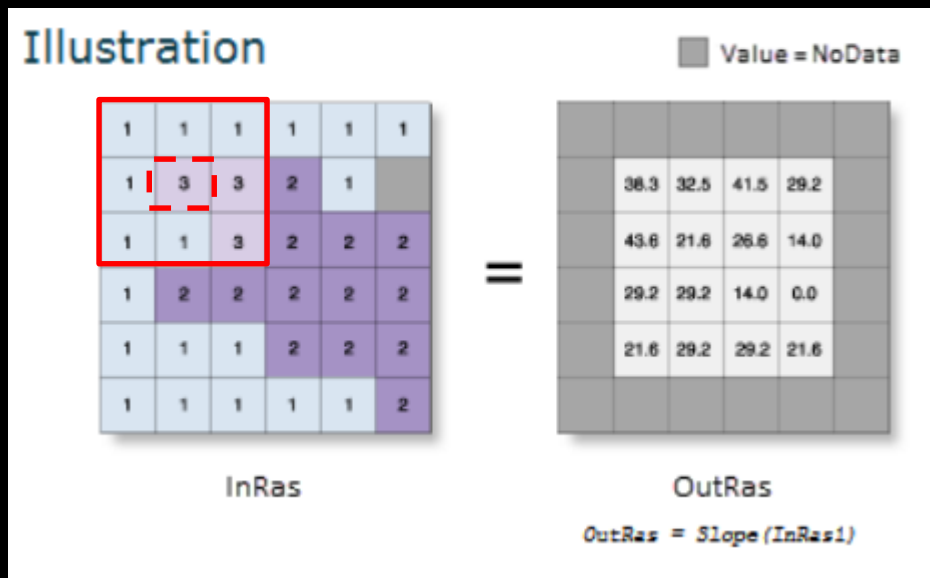 Illustration
Value = NoData
1 1 1 1 1 1
1 3 3 2 1
1 1 3 2 2 2
1 2 2 2 2 2
1 1 1 2 2 2
1 1 1 1 1 2
=
38.3 32.5 41.5 29.2
43.6 21.6 26.6 14.0
29.2 29.2 14.0 0.0
21.6 29.2 29.2 21.6
InRas
OutRas
OutRas = Slope(InRas1)